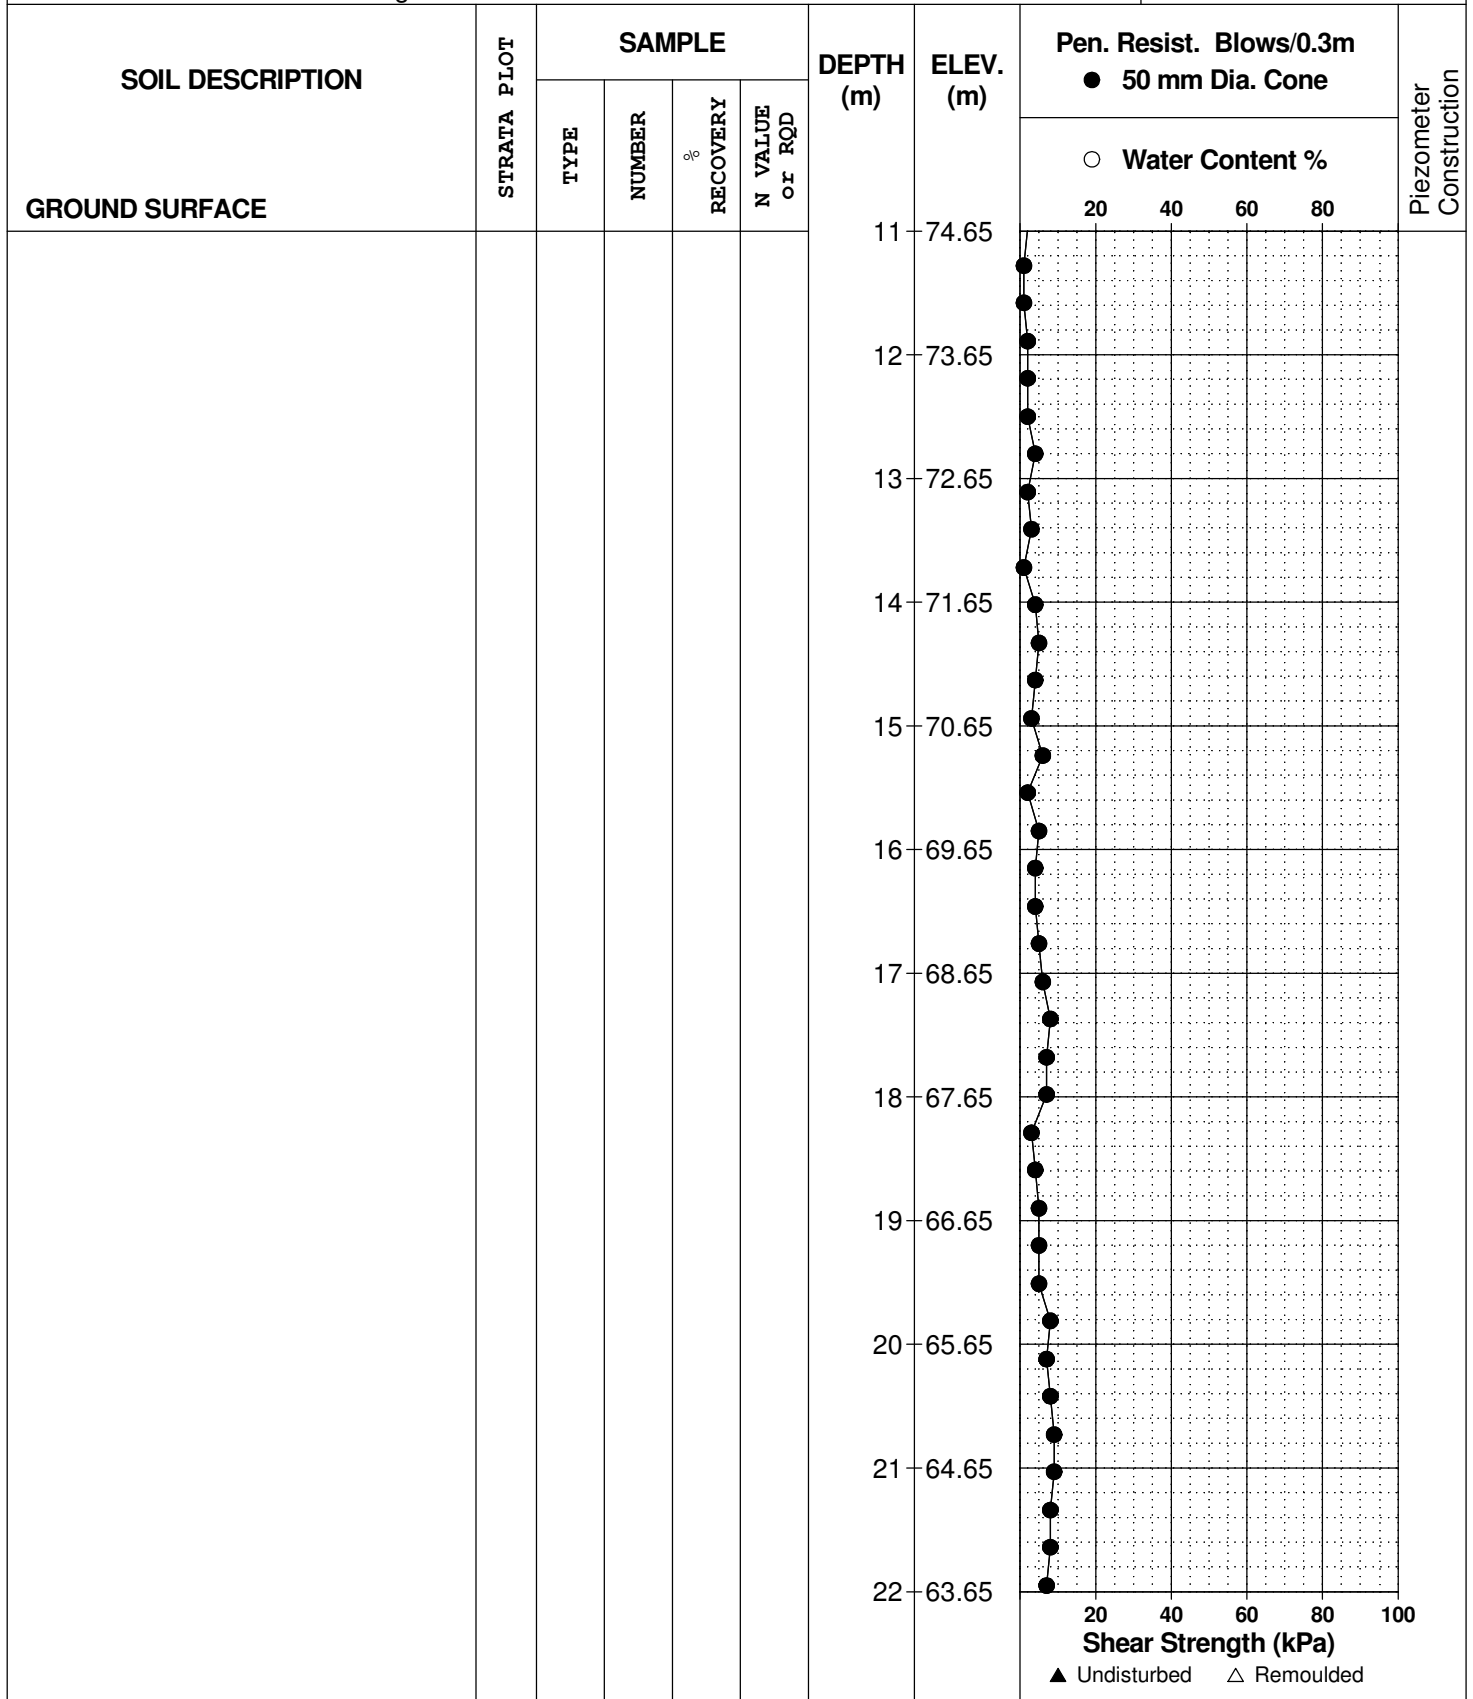 SOIL DESCRIPTION
GROUND SURFACE
STRATA PLOT
SAMPLE
TYPE
NUMBER
%
RECOVERY
N VALUE
or RQD
DEPTH
(m)
ELEV.
(m)
Pen. Resist. Blows/0.3m
● 50 mm Dia. Cone
○ Water Content %
20 40 60 80
Piezometer
Construction
11 74.65
12 73.65
13 72.65
14 71.65
15 70.65
16 69.65
17 68.65
18 67.65
19 66.65
20 65.65
21 64.65
22 63.65
20 40 60 80 100
Shear Strength (kPa)
▲ Undisturbed △ Remoulded